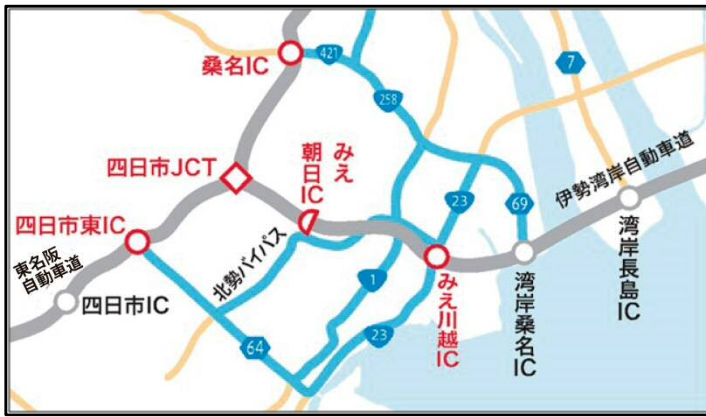 桑名IC
421
258
7
四日市JCT
みえ
朝日IC
伊勢湾岸自動車道
23
69
四日市東IC
東名阪
自動車道
北勢バイパス
四日市IC
1
みえ川越IC
湾岸桑名IC
湾岸長島IC
64
23